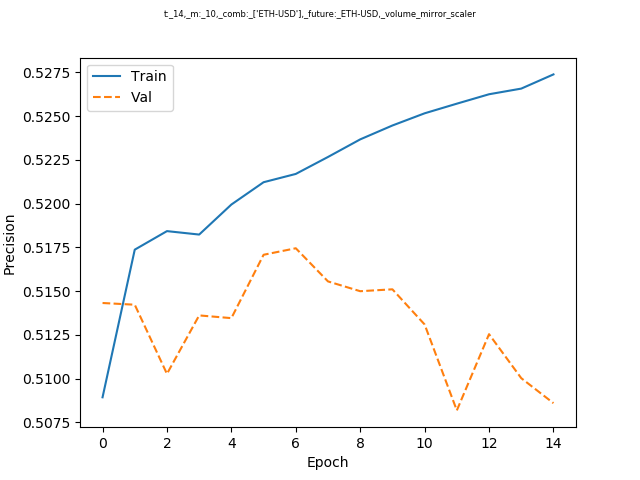 t:_14,_m:_10,_comb:_['ETH-USD'],_future:_ETH-USD,_volume_mirror_scaler
Train
Val
Precision
0.5275
0.5250
0.5225
0.5200
0.5175
0.5150
0.5125
0.5100
0.5075
0 2 4 6 8 10 12 14
Epoch